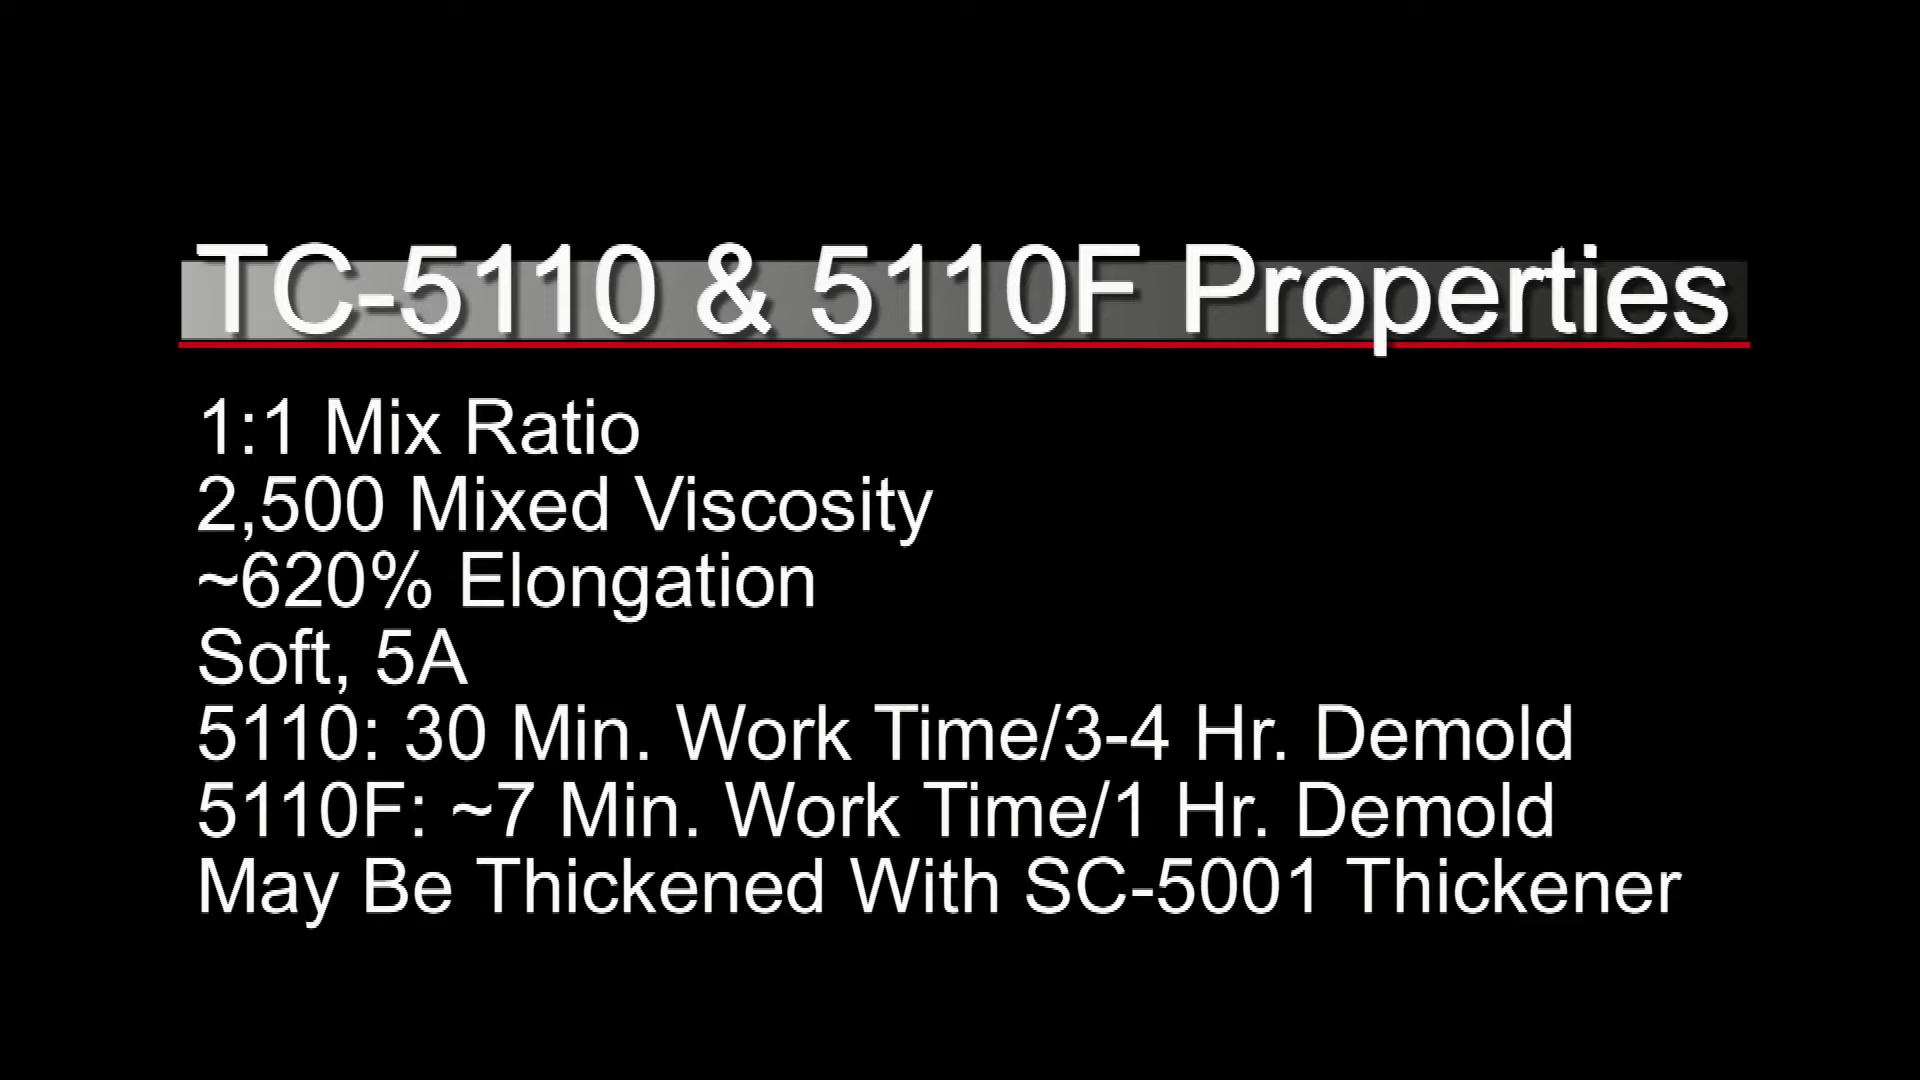 TC-5110 & 5110F Properties
1:1 Mix Ratio
2,500 Mixed Viscosity
~620% Elongation
Soft, 5A
5110: 30 Min. Work Time/3-4 Hr. Demold
5110F: ~7 Min. Work Time/1 Hr. Demold
May Be Thickened With SC-5001 Thickener